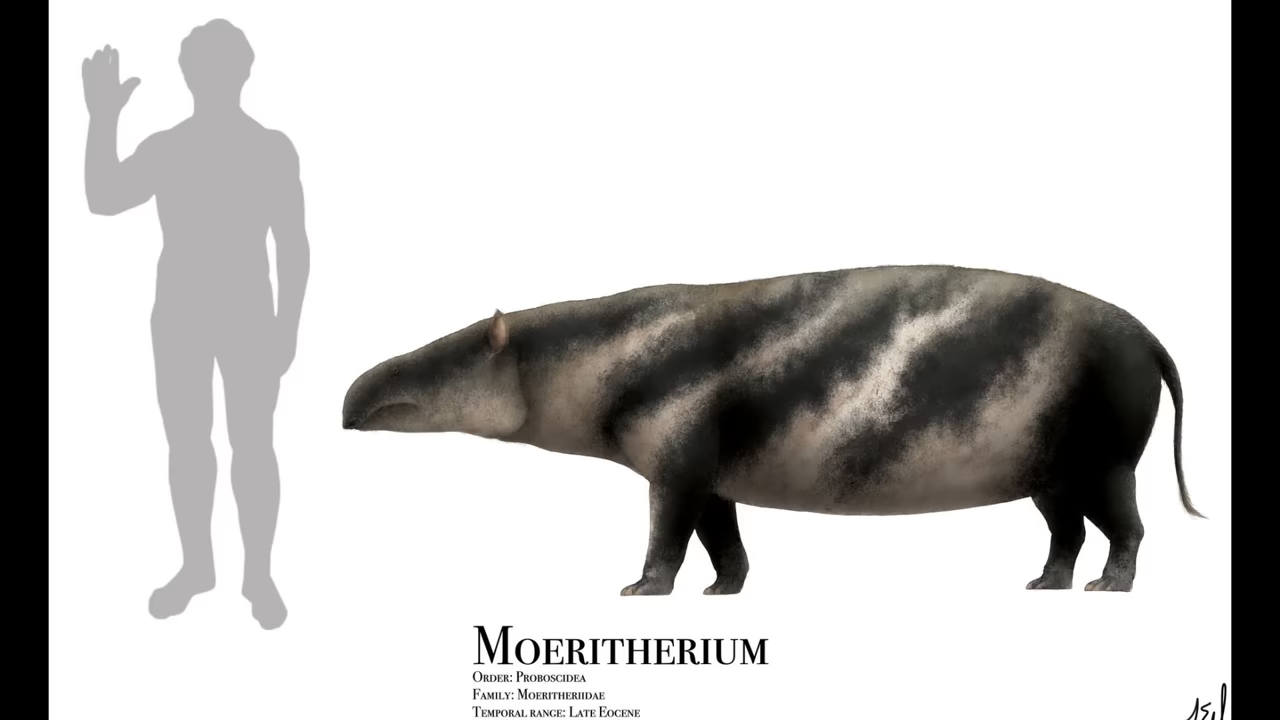 Moeritherium
Order: Proboscidea
Family: Moeritheriidae
Temporal range: Late Eocene